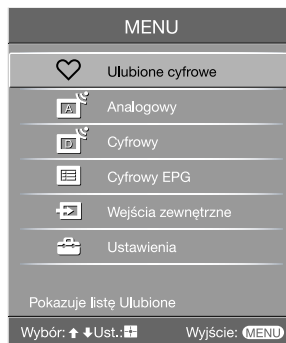 MENU
Ulubione cyfrowe
A Analogowy
D Cyfrowy
Cyfrowy EPG
Wejścia zewnętrzne
Ustawienia
Pokazuje listę Ulubione
Wybór: Ust.: Wyjście: MENU